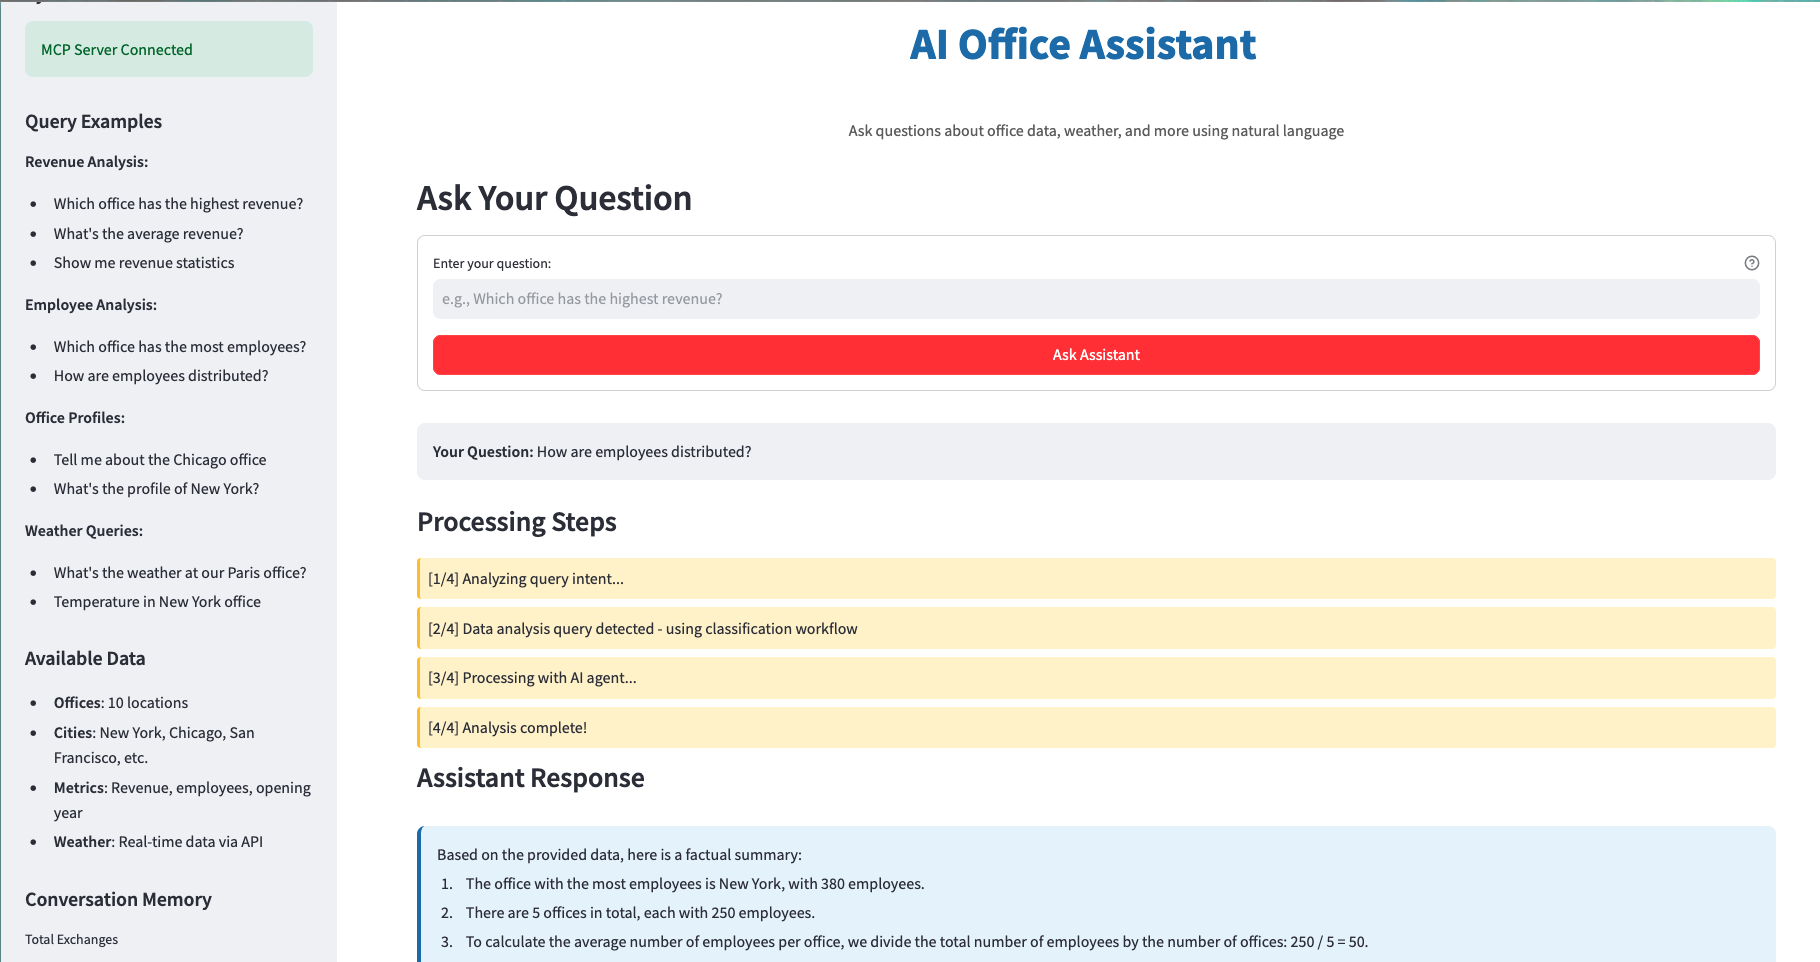 MCP Server Connected
Query Examples
Revenue Analysis:
• Which office has the highest revenue?
• What's the average revenue?
• Show me revenue statistics
Employee Analysis:
• Which office has the most employees?
• How are employees distributed?
Office Profiles:
• Tell me about the Chicago office
• What's the profile of New York?
Weather Queries:
• What's the weather at our Paris office?
• Temperature in New York office
Available Data
• Offices: 10 locations
• Cities: New York, Chicago, San
Francisco, etc.
• Metrics: Revenue, employees, opening
year
• Weather: Real-time data via API
Conversation Memory
Total Exchanges
AI Office Assistant
Ask questions about office data, weather, and more using natural language
Ask Your Question
Enter your question:
e.g., Which office has the highest revenue?
Ask Assistant
Your Question: How are employees distributed?
Processing Steps
[1/4] Analyzing query intent...
[2/4] Data analysis query detected - using classification workflow
[3/4] Processing with AI agent...
[4/4] Analysis complete!
Assistant Response
Based on the provided data, here is a factual summary:
1. The office with the most employees is New York, with 380 employees.
2. There are 5 offices in total, each with 250 employees.
3. To calculate the average number of employees per office, we divide the total number of employees by the number of offices: 250 / 5 = 50.